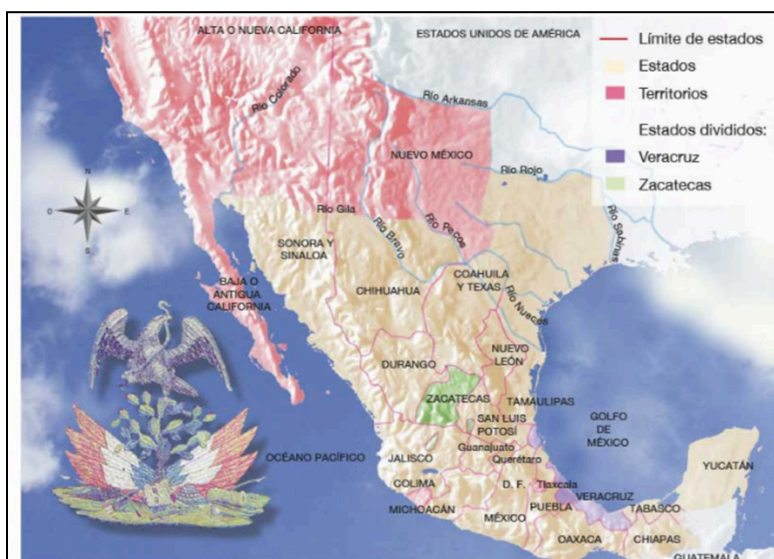 ALTA O NUEVA CALIFORNIA
ESTADOS UNIDOS DE AMÉRICA
Límite de estados
Estados
Territorios
Estados divididos:
Veracruz
Zacatecas
Río Colorado
Río Arkansas
NUEVO MÉXICO
Río Rojo
N
O
E
S
Río Gila
Río Bravo
Río Pecos
Río Sabinas
SONORA Y
SINALOA
CHIHUAHUA
COAHUILA
Y TEXAS
Río Nueces
BAJA O
ANTIGUA
CALIFORNIA
DURANGO
NUEVO
LEÓN
ZACATECAS
TAMAULIPAS
SAN LUIS
POTOSÍ
GOLFO
DE
MÉXICO
OCÉANO PACÍFICO
JALISCO
Guanajuato
Querétaro
YUCATÁN
COLIMA
D. F.
Tlaxcala
VERACRUZ
MICHOACÁN
MÉXICO
PUEBLA
TABASCO
OAXACA
CHIAPAS
GUATEMALA